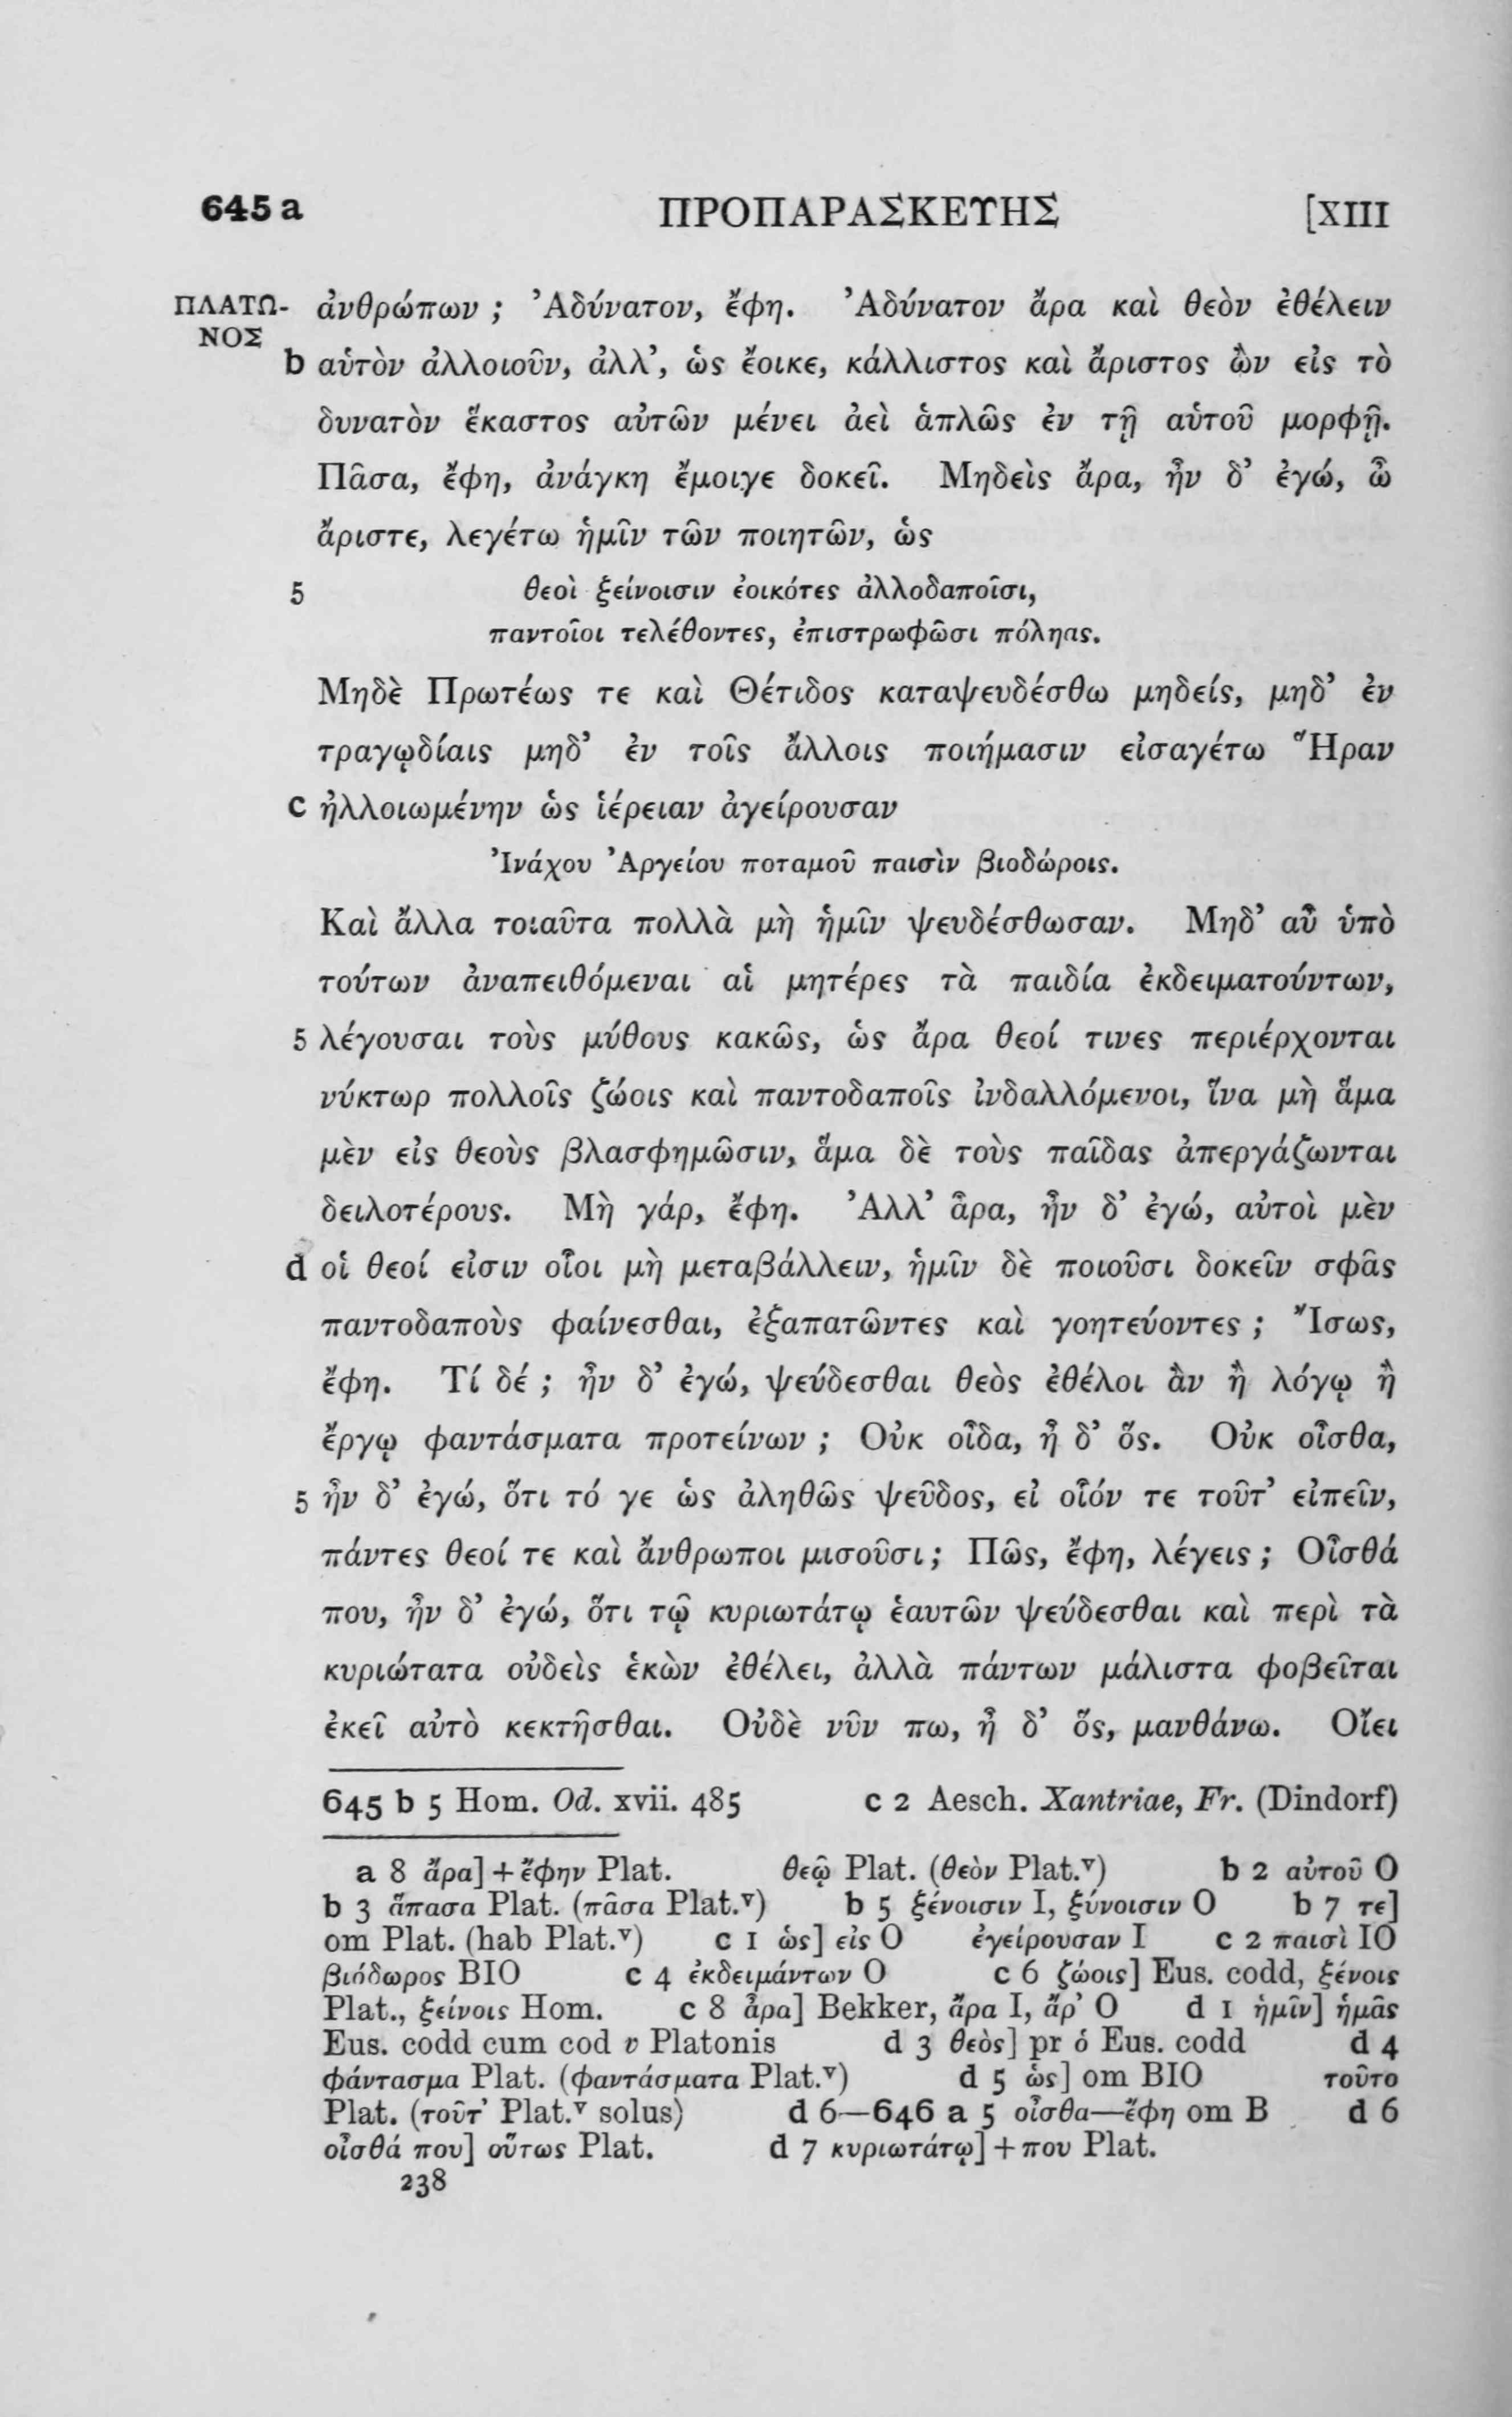 645 a ΠΡΟΠΑΡΑΣΚΕΥΗΣ [XIII
ΠΛΑΤΩ- ἀνθρώπων ; Ἀδύνατον, ἔφη. Ἀδύνατον ἄρα καὶ θεὸν ἐθέλειν
ΝΟΣ
b αὑτὸν ἀλλοιοῦν, ἀλλ’, ὡς ἔοικε, κάλλιστος καὶ ἄριστος ὢν εἰς τὸ
δυνατὸν ἕκαστος αὐτῶν μένει ἀεὶ ἁπλῶς ἐν τῇ αὑτοῦ μορφῇ.
Πᾶσα, ἔφη, ἀνάγκη ἔμοιγε δοκεῖ. Μηδεὶς ἄρα, ἦν δ’ ἐγώ, ὦ
ἄριστε, λεγέτω ἡμῖν τῶν ποιητῶν, ὡς
5 θεοὶ ξείνοισιν ἐοικότες ἀλλοδαποῖσι,
παντοῖοι τελέθοντες, ἐπιστρωφῶσι πόληας.
Μηδὲ Πρωτέως τε καὶ Θέτιδος καταψευδέσθω μηδείς, μηδ’ ἐν
τραγῳδίαις μηδ’ ἐν τοῖς ἄλλοις ποιήμασιν εἰσαγέτω Ἥραν
c ἠλλοιωμένην ὡς ἱέρειαν ἀγείρουσαν
Ἰνάχου Ἀργείου ποταμοῦ παισὶν βιοδώροις.
Καὶ ἄλλα τοιαῦτα πολλὰ μὴ ἡμῖν ψευδέσθωσαν. Μηδ’ αὖ ὑπὸ
τούτων ἀναπειθόμεναι αἱ μητέρες τὰ παιδία ἐκδειματούντων,
5 λέγουσαι τοὺς μύθους κακῶς, ὡς ἄρα θεοί τινες περιέρχονται
νύκτωρ πολλοῖς ζώοις καὶ παντοδαποῖς ἰνδαλλόμενοι, ἵνα μὴ ἅμα
μὲν εἰς θεοὺς βλασφημῶσιν, ἅμα δὲ τοὺς παῖδας ἀπεργάζωνται
δειλοτέρους. Μὴ γάρ, ἔφη. Ἀλλ’ ἆρα, ἦν δ’ ἐγώ, αὐτοὶ μὲν
d οἱ θεοί εἰσιν οἷοι μὴ μεταβάλλειν, ἡμῖν δὲ ποιοῦσι δοκεῖν σφᾶς
παντοδαποὺς φαίνεσθαι, ἐξαπατῶντες καὶ γοητεύοντες ; Ἴσως,
ἔφη. Τί δέ ; ἦν δ’ ἐγώ, ψεύδεσθαι θεὸς ἐθέλοι ἂν ἢ λόγῳ ἢ
ἔργῳ φαντάσματα προτείνων ; Οὐκ οἶδα, ἦ δ’ ὅς. Οὐκ οἶσθα,
5 ἦν δ’ ἐγώ, ὅτι τό γε ὡς ἀληθῶς ψεῦδος, εἰ οἷόν τε τοῦτ’ εἰπεῖν,
πάντες θεοί τε καὶ ἄνθρωποι μισοῦσι ; Πῶς, ἔφη, λέγεις ; Οἶσθά
που, ἦν δ’ ἐγώ, ὅτι τῷ κυριωτάτῳ ἑαυτῶν ψεύδεσθαι καὶ περὶ τὰ
κυριώτατα οὐδεὶς ἑκὼν ἐθέλει, ἀλλὰ πάντων μάλιστα φοβεῖται
ἐκεῖ αὐτὸ κεκτῆσθαι. Οὐδὲ νῦν πω, ἦ δ’ ὅς, μανθάνω. Οἴει
645 b 5 Hom. Od. xvii. 485 c 2 Aesch. Xantriae, Fr. (Dindorf)
a 8 ἄρα] + ἔφην Plat. θεῷ Plat. (θεὸν Plat.ᵛ) b 2 αὐτοῦ O
b 3 ἅπασα Plat. (πᾶσα Plat.ᵛ) b 5 ξένοισιν I, ξύνοισιν O b 7 τε]
om Plat. (hab Plat.ᵛ) c 1 ὡς] εἰς O ἐγείρουσαν I c 2 παισὶ IO
βιόδωρος BIO c 4 ἐκδειμάντων O c 6 ζώοις] Eus. codd, ξένοις
Plat., ξείνοις Hom. c 8 ἆρα] Bekker, ἄρα I, ἄρ’ O d 1 ἡμῖν] ἡμᾶς
Eus. codd cum cod v Platonis d 3 θεὸς] pr ὁ Eus. codd d 4
φάντασμα Plat. (φαντάσματα Plat.ᵛ) d 5 ὡς] om BIO τοῦτο
Plat. (τοῦτ’ Plat.ᵛ solus) d 6—646 a 5 οἶσθα—ἔφη om B d 6
οἶσθά που] οὕτως Plat. d 7 κυριωτάτῳ] + που Plat.
238